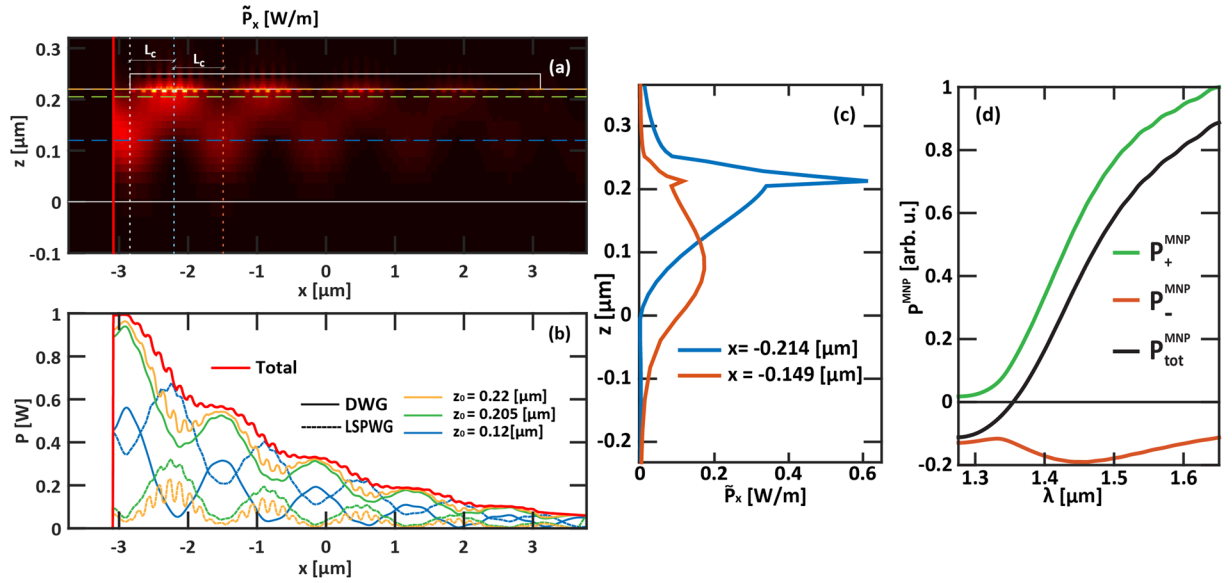 P̃ₓ [W/m]
0.3
0.2
0.1
0
-0.1
z [μm]
L_c
L_c
(a)
-3 -2 -1 0 1 2 3
x [μm]
1
0.8
0.6
0.4
0.2
0
P [W]
(b)
Total
DWG
LSPWG
z₀ = 0.22 [μm]
z₀ = 0.205 [μm]
z₀ = 0.12[μm]
-3 -2 -1 0 1 2 3
x [μm]
(c)
0.3
0.2
0.1
0
-0.1
-0.2
z [μm]
x= -0.214 [μm]
x = -0.149 [μm]
0 0.2 0.4 0.6
P̃ₓ [W/m]
(d)
1
0.8
0.6
0.4
0.2
0
-0.2
P^MNP [arb. u.]
P₊^MNP
P₋^MNP
P_tot^MNP
1.3 1.4 1.5 1.6
λ [μm]